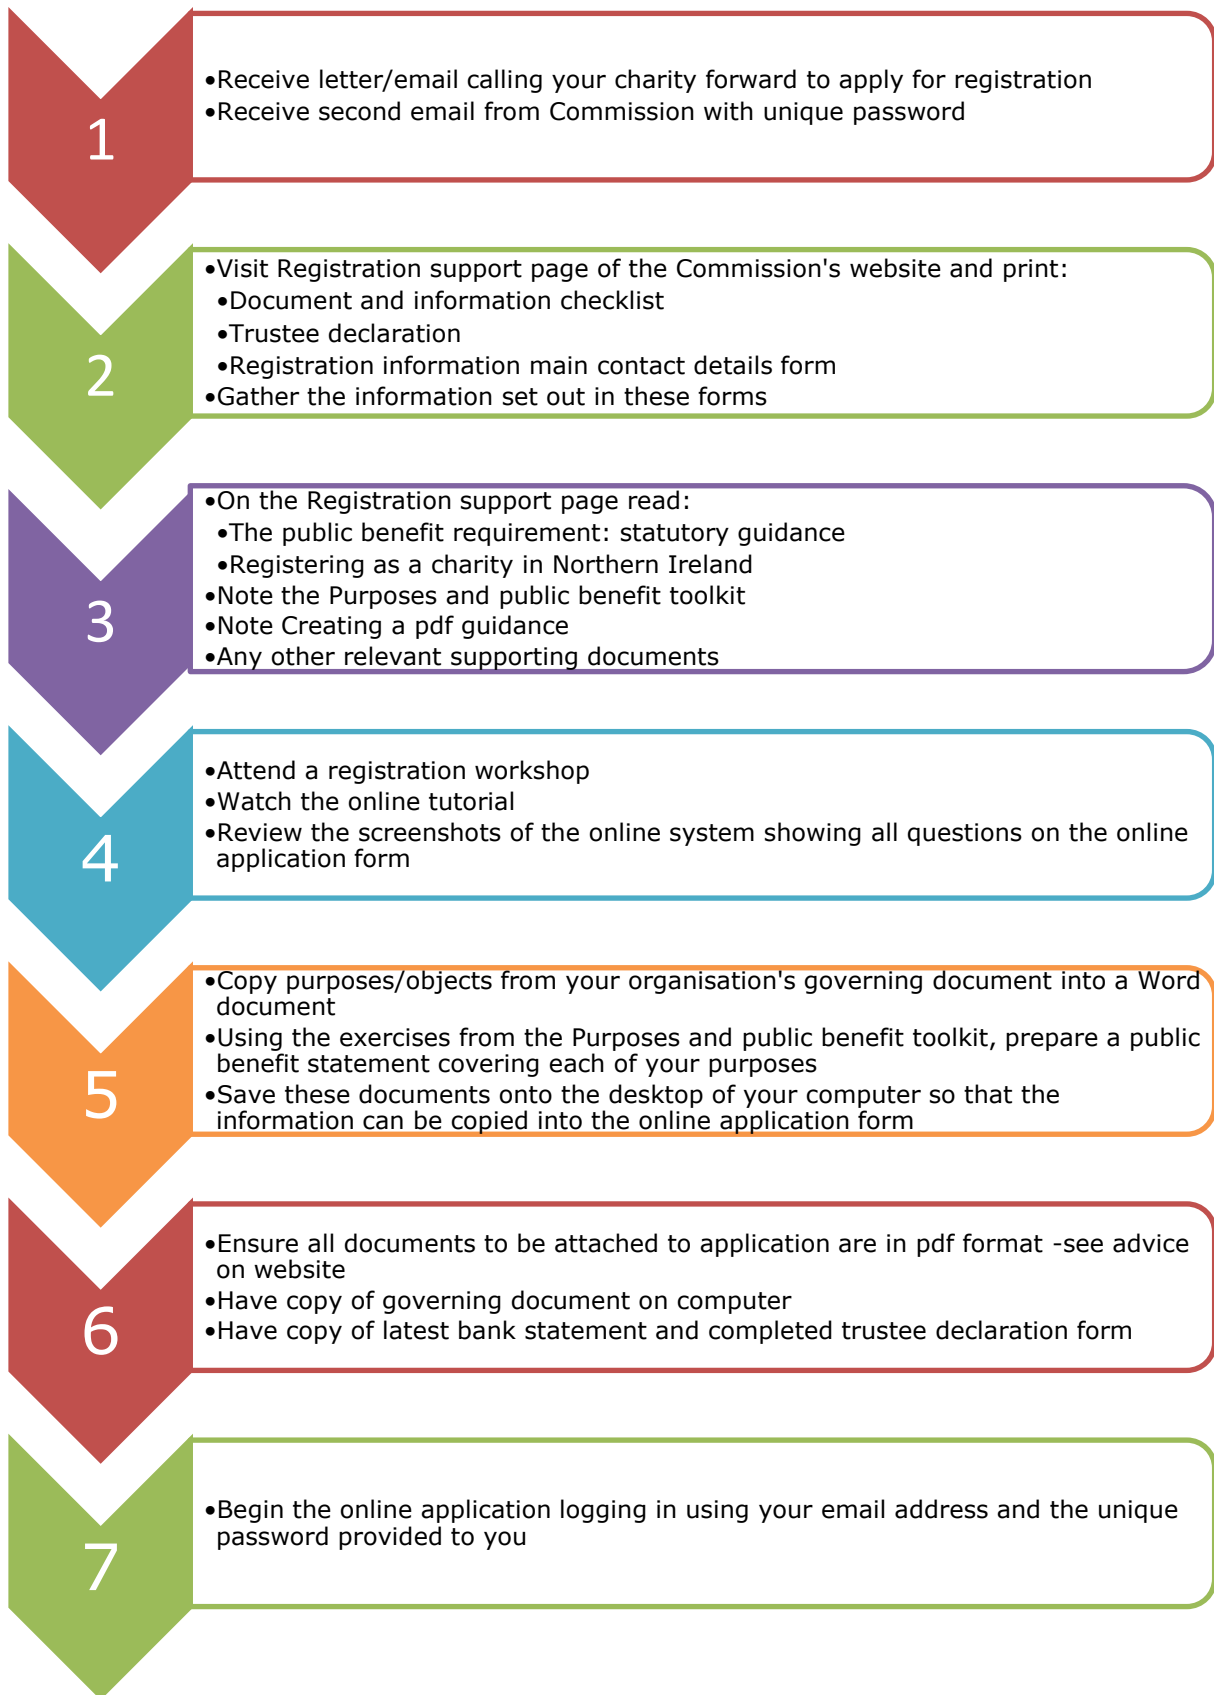 1
•Receive letter/email calling your charity forward to apply for registration
•Receive second email from Commission with unique password
2
•Visit Registration support page of the Commission's website and print:
•Document and information checklist
•Trustee declaration
•Registration information main contact details form
•Gather the information set out in these forms
3
•On the Registration support page read:
•The public benefit requirement: statutory guidance
•Registering as a charity in Northern Ireland
•Note the Purposes and public benefit toolkit
•Note Creating a pdf guidance
•Any other relevant supporting documents
4
•Attend a registration workshop
•Watch the online tutorial
•Review the screenshots of the online system showing all questions on the online
application form
5
•Copy purposes/objects from your organisation's governing document into a Word
document
•Using the exercises from the Purposes and public benefit toolkit, prepare a public
benefit statement covering each of your purposes
•Save these documents onto the desktop of your computer so that the
information can be copied into the online application form
6
•Ensure all documents to be attached to application are in pdf format -see advice
on website
•Have copy of governing document on computer
•Have copy of latest bank statement and completed trustee declaration form
7
•Begin the online application logging in using your email address and the unique
password provided to you